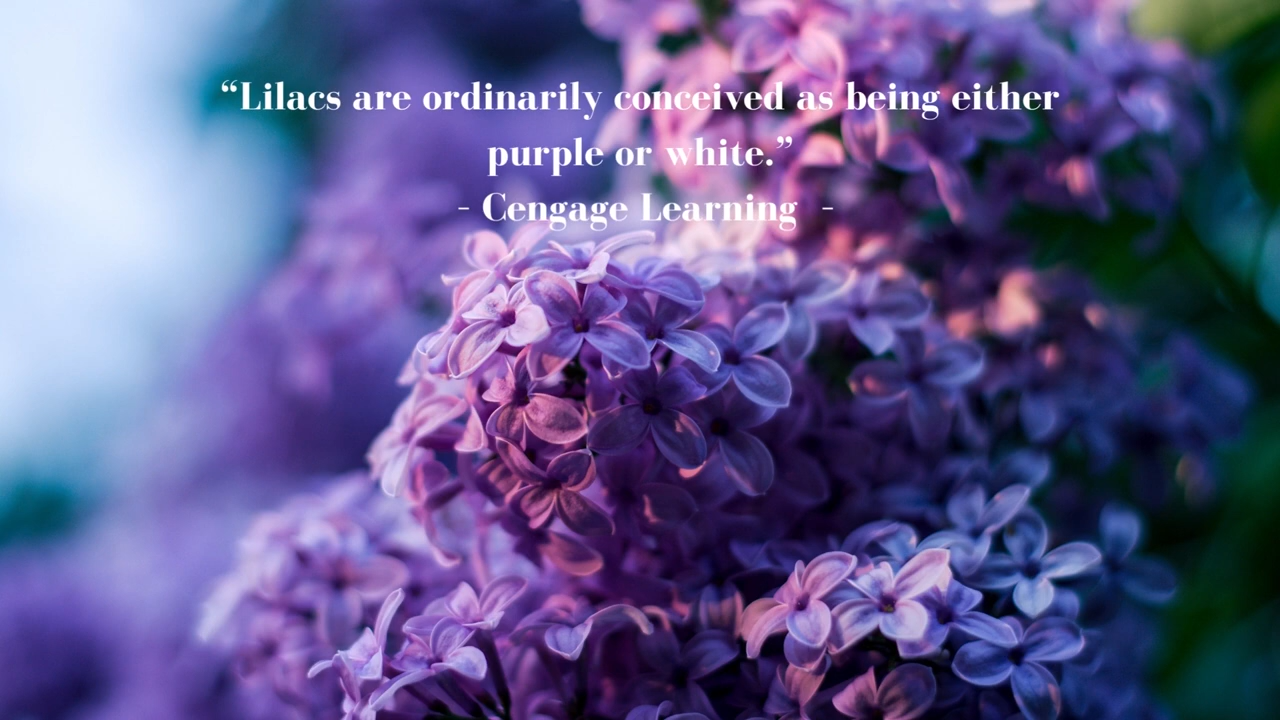 “Lilacs are ordinarily conceived as being either
purple or white.”
- Cengage Learning -